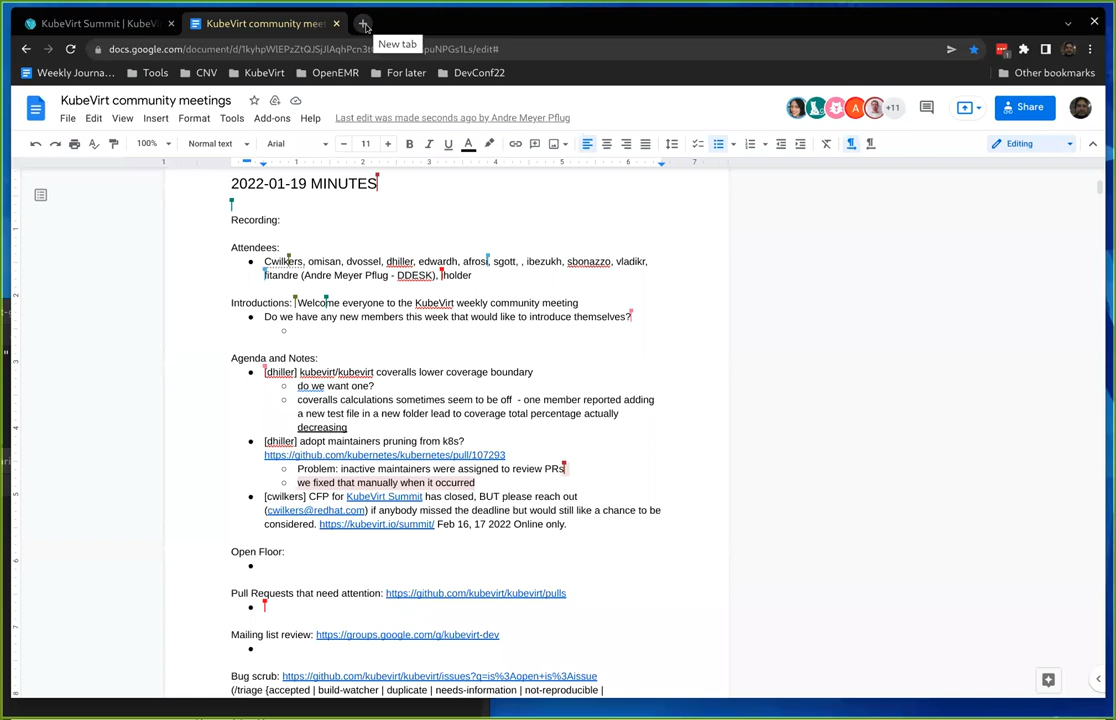 KubeVirt Summit | KubeVi
KubeVirt community mee
New tab
docs.google.com/document/d/1kyhpWlEPzZtQJSjlAqhPcn3t
puNPGs1Ls/edit#
Weekly Journa...
Tools
CNV
KubeVirt
OpenEMR
For later
DevConf22
Other bookmarks
KubeVirt community meetings
+11
Share
File Edit View Insert Format Tools Add-ons Help
Last edit was made seconds ago by Andre Meyer Pflug
100%
Normal text
Arial
11
Editing
1 1 2 3 4 5 6 7
2022-01-19 MINUTES
Recording:
Attendees:
Cwilkers, omisan, dvossel, dhiller, edwardh, afrosi, sgott, , ibezukh, sbonazzo, vladikr,
fitandre (Andre Meyer Pflug - DDESK), lholder
Introductions: Welcome everyone to the KubeVirt weekly community meeting
Do we have any new members this week that would like to introduce themselves?
Agenda and Notes:
[dhiller] kubevirt/kubevirt coveralls lower coverage boundary
do we want one?
coveralls calculations sometimes seem to be off - one member reported adding
a new test file in a new folder lead to coverage total percentage actually
decreasing
[dhiller] adopt maintainers pruning from k8s?
https://github.com/kubernetes/kubernetes/pull/107293
Problem: inactive maintainers were assigned to review PRs
we fixed that manually when it occurred
[cwilkers] CFP for KubeVirt Summit has closed, BUT please reach out
(cwilkers@redhat.com) if anybody missed the deadline but would still like a chance to be
considered. https://kubevirt.io/summit/ Feb 16, 17 2022 Online only.
Open Floor:
Pull Requests that need attention: https://github.com/kubevirt/kubevirt/pulls
Mailing list review: https://groups.google.com/g/kubevirt-dev
Bug scrub: https://github.com/kubevirt/kubevirt/issues?q=is%3Aopen+is%3Aissue
(/triage {accepted | build-watcher | duplicate | needs-information | not-reproducible |